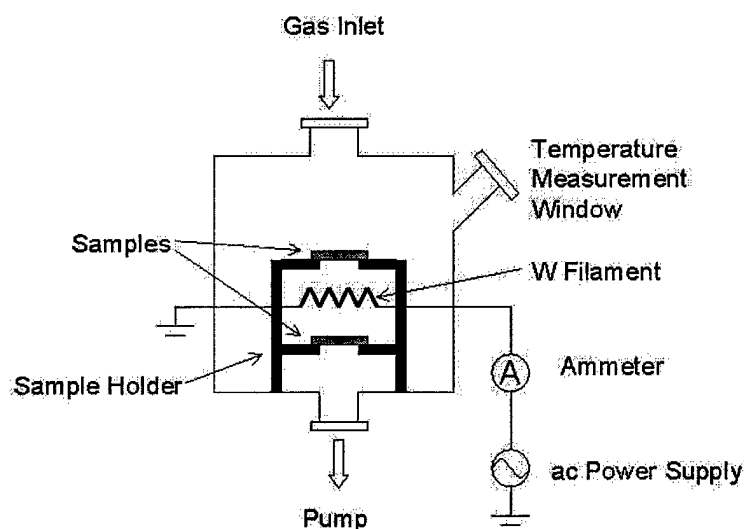 Gas Inlet
Temperature
Measurement
Window
Samples
W Filament
Sample Holder
A
Ammeter
ac Power Supply
Pump